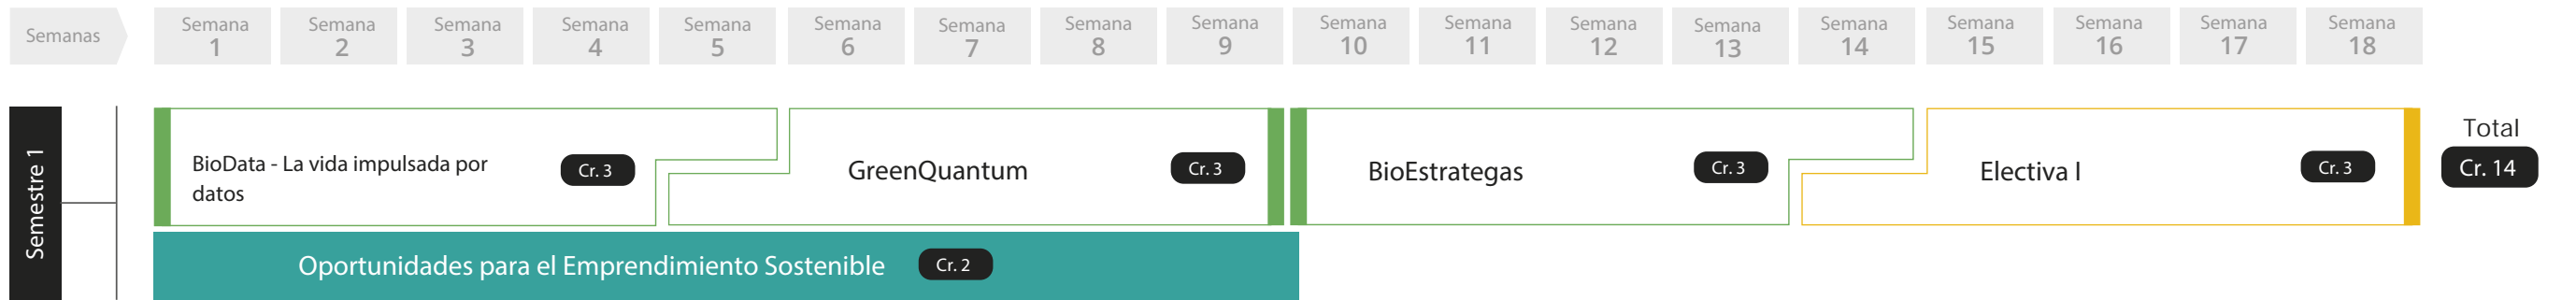 Semanas
Semana
1
Semana
2
Semana
3
Semana
4
Semana
5
Semana
6
Semana
7
Semana
8
Semana
9
Semana
10
Semana
11
Semana
12
Semana
13
Semana
14
Semana
15
Semana
16
Semana
17
Semana
18
Semestre 1
BioData - La vida impulsada por
datos
Cr. 3
GreenQuantum
Cr. 3
BioEstrategas
Cr. 3
Electiva I
Cr. 3
Total
Cr. 14
Oportunidades para el Emprendimiento Sostenible
Cr. 2